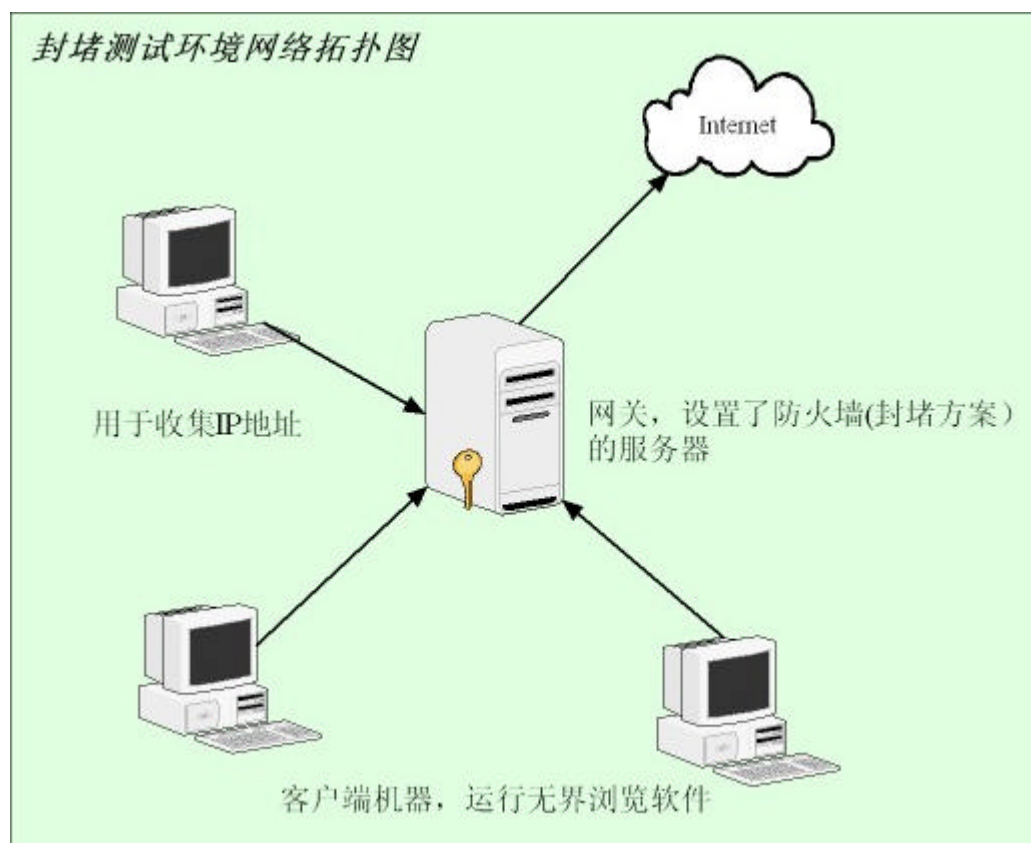 封堵测试环境网络拓扑图
Internet
用于收集IP地址
网关，设置了防火墙(封堵方案）
的服务器
客户端机器，运行无界浏览软件